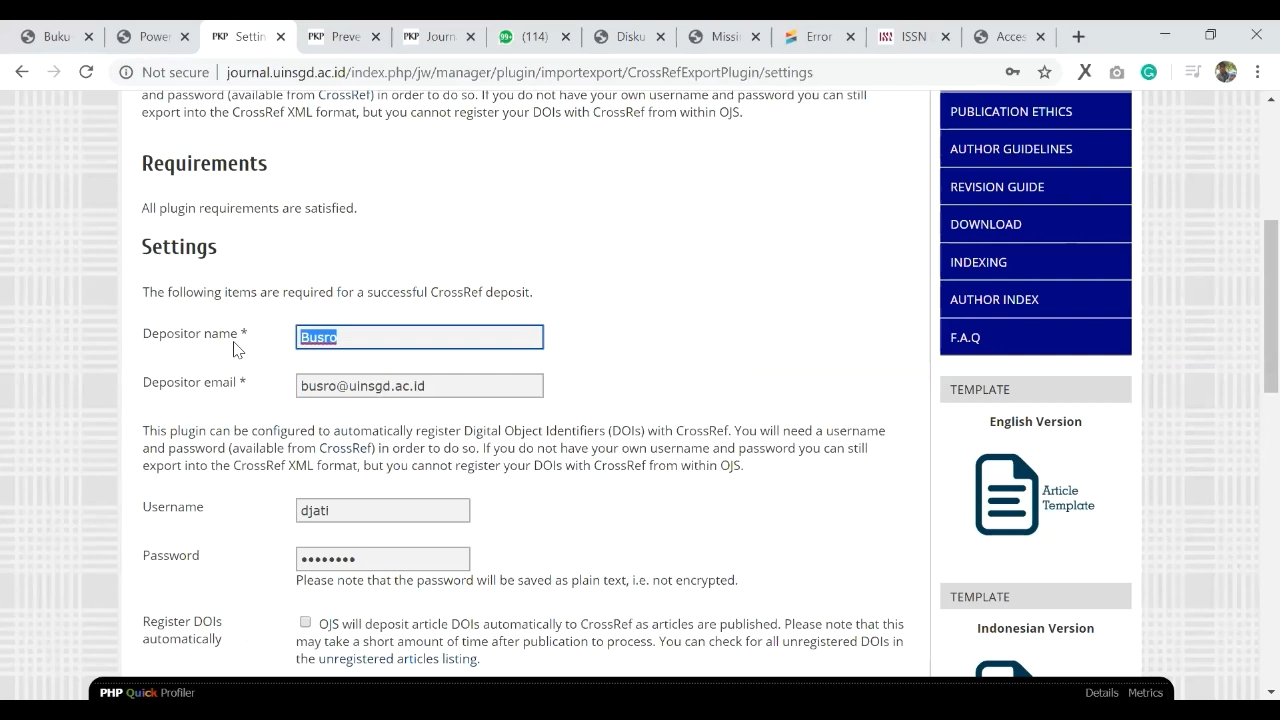 Buku
Power
PKP Settin
PKP Preve
PKP Journ
99+ (114)
Disku
Missi
Error
ISSN
Acces
Not secure
journal.uinsgd.ac.id/index.php/jw/manager/plugin/importexport/CrossRefExportPlugin/settings
and password (available from CrossRef) in order to do so. If you do not have your own username and password you can still
export into the CrossRef XML format, but you cannot register your DOIs with CrossRef from within OJS.
Requirements
All plugin requirements are satisfied.
Settings
The following items are required for a successful CrossRef deposit.
Depositor name *
Busro
Depositor email *
busro@uinsgd.ac.id
This plugin can be configured to automatically register Digital Object Identifiers (DOIs) with CrossRef. You will need a username
and password (available from CrossRef) in order to do so. If you do not have your own username and password you can still
export into the CrossRef XML format, but you cannot register your DOIs with CrossRef from within OJS.
Username
djati
Password
••••••••
Please note that the password will be saved as plain text, i.e. not encrypted.
Register DOIs
automatically
OJS will deposit article DOIs automatically to CrossRef as articles are published. Please note that this
may take a short amount of time after publication to process. You can check for all unregistered DOIs in
the unregistered articles listing.
PUBLICATION ETHICS
AUTHOR GUIDELINES
REVISION GUIDE
DOWNLOAD
INDEXING
AUTHOR INDEX
F.A.Q
TEMPLATE
English Version
Article
Template
TEMPLATE
Indonesian Version
PHP Quick Profiler
Details
Metrics